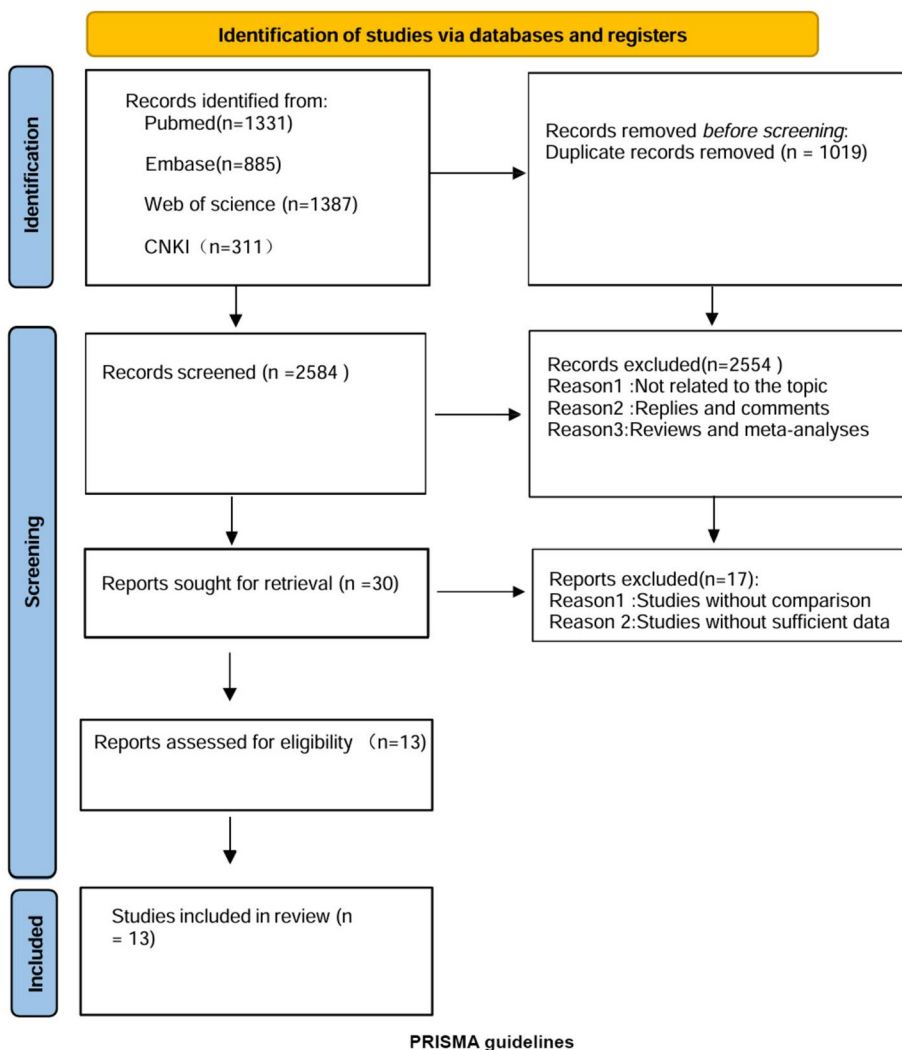 Identification of studies via databases and registers
Identification
Records identified from:
Pubmed(n=1331)
Embase(n=885)
Web of science (n=1387)
CNKI（n=311）
Records removed before screening:
Duplicate records removed (n = 1019)
Screening
Records screened (n =2584 )
Records excluded(n=2554 )
Reason1 :Not related to the topic
Reason2 :Replies and comments
Reason3:Reviews and meta-analyses
Reports sought for retrieval (n =30)
Reports excluded(n=17):
Reason1 :Studies without comparison
Reason 2:Studies without sufficient data
Reports assessed for eligibility （n=13)
Included
Studies included in review (n
= 13)
PRISMA guidelines